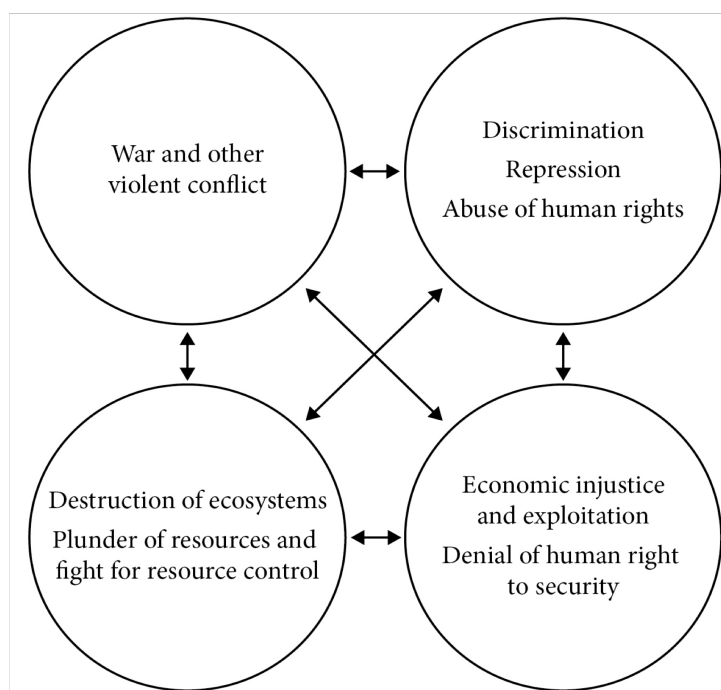 War and other
violent conflict
Discrimination
Repression
Abuse of human rights
Destruction of ecosystems
Plunder of resources and
fight for resource control
Economic injustice
and exploitation
Denial of human right
to security